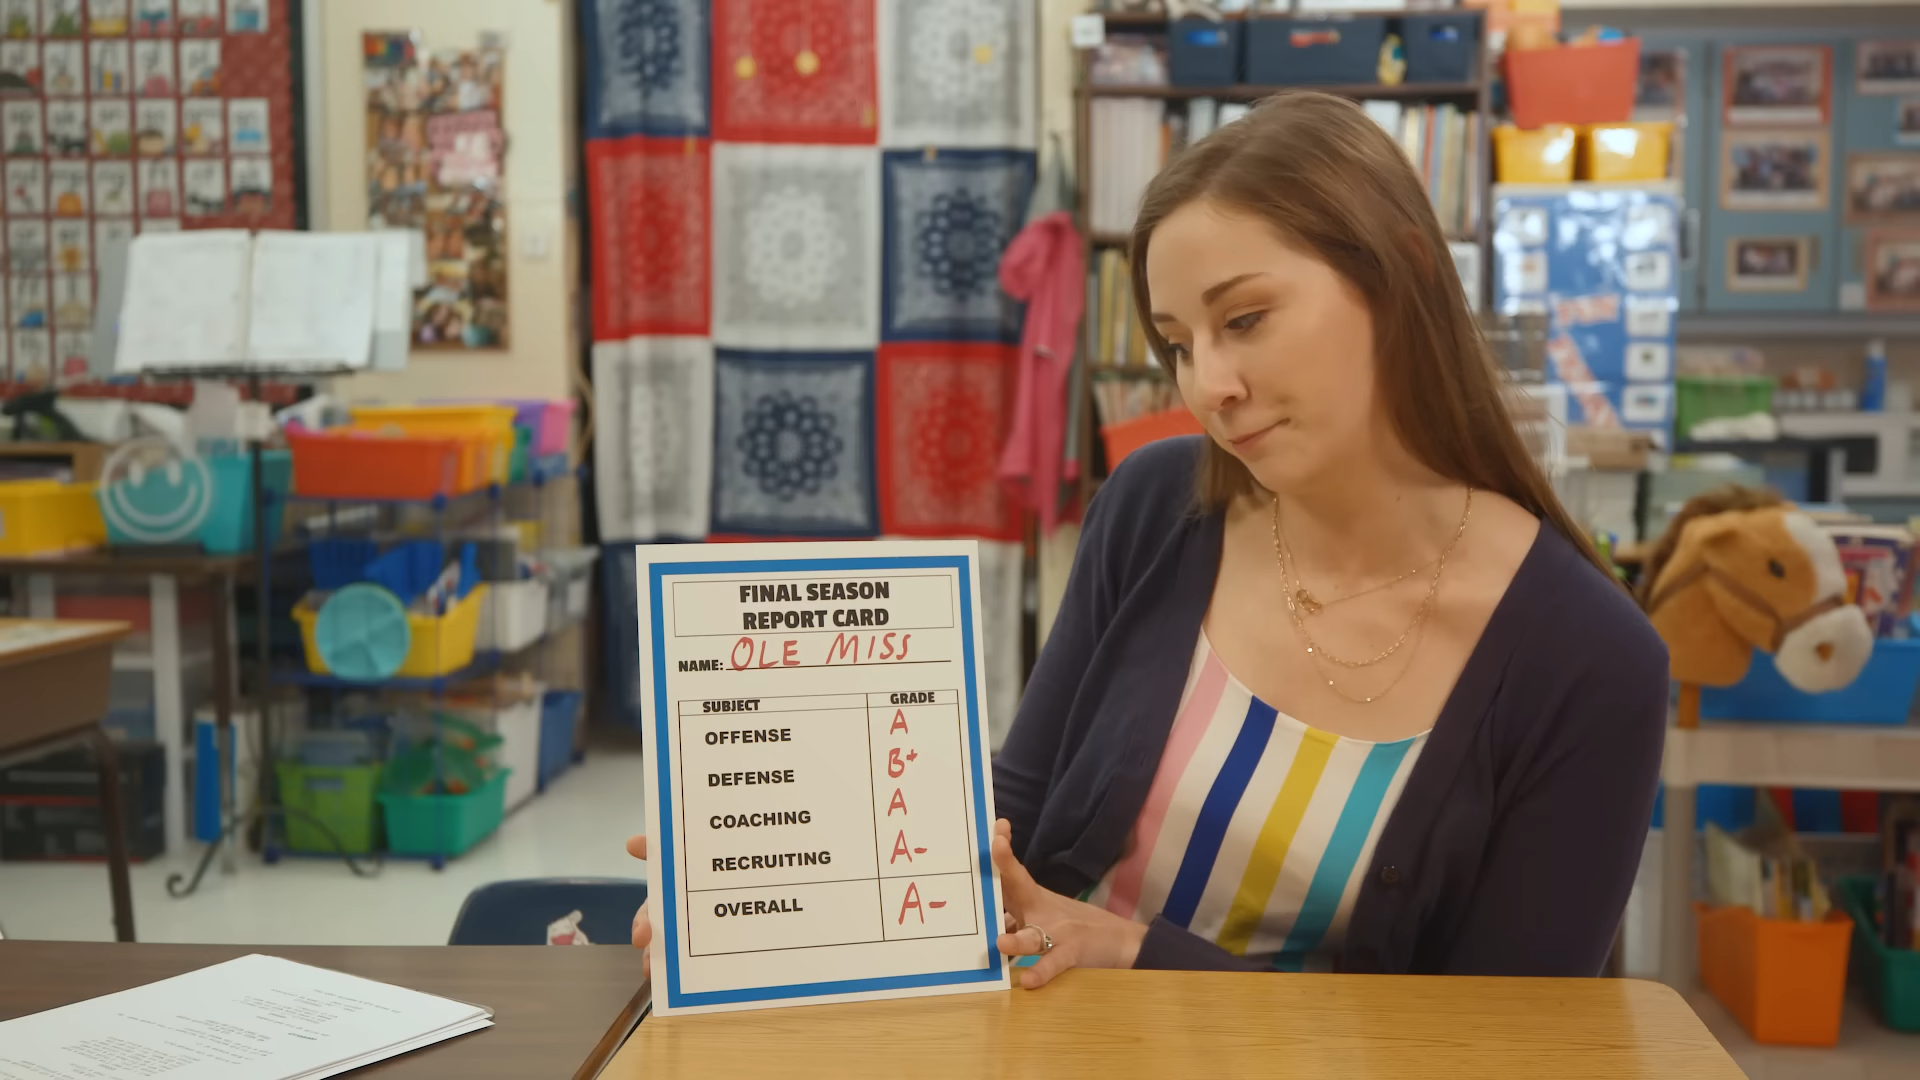 FINAL SEASON
REPORT CARD
NAME: OLE MISS
SUBJECT GRADE
OFFENSE A
DEFENSE B+
COACHING A
RECRUITING A-
OVERALL A-